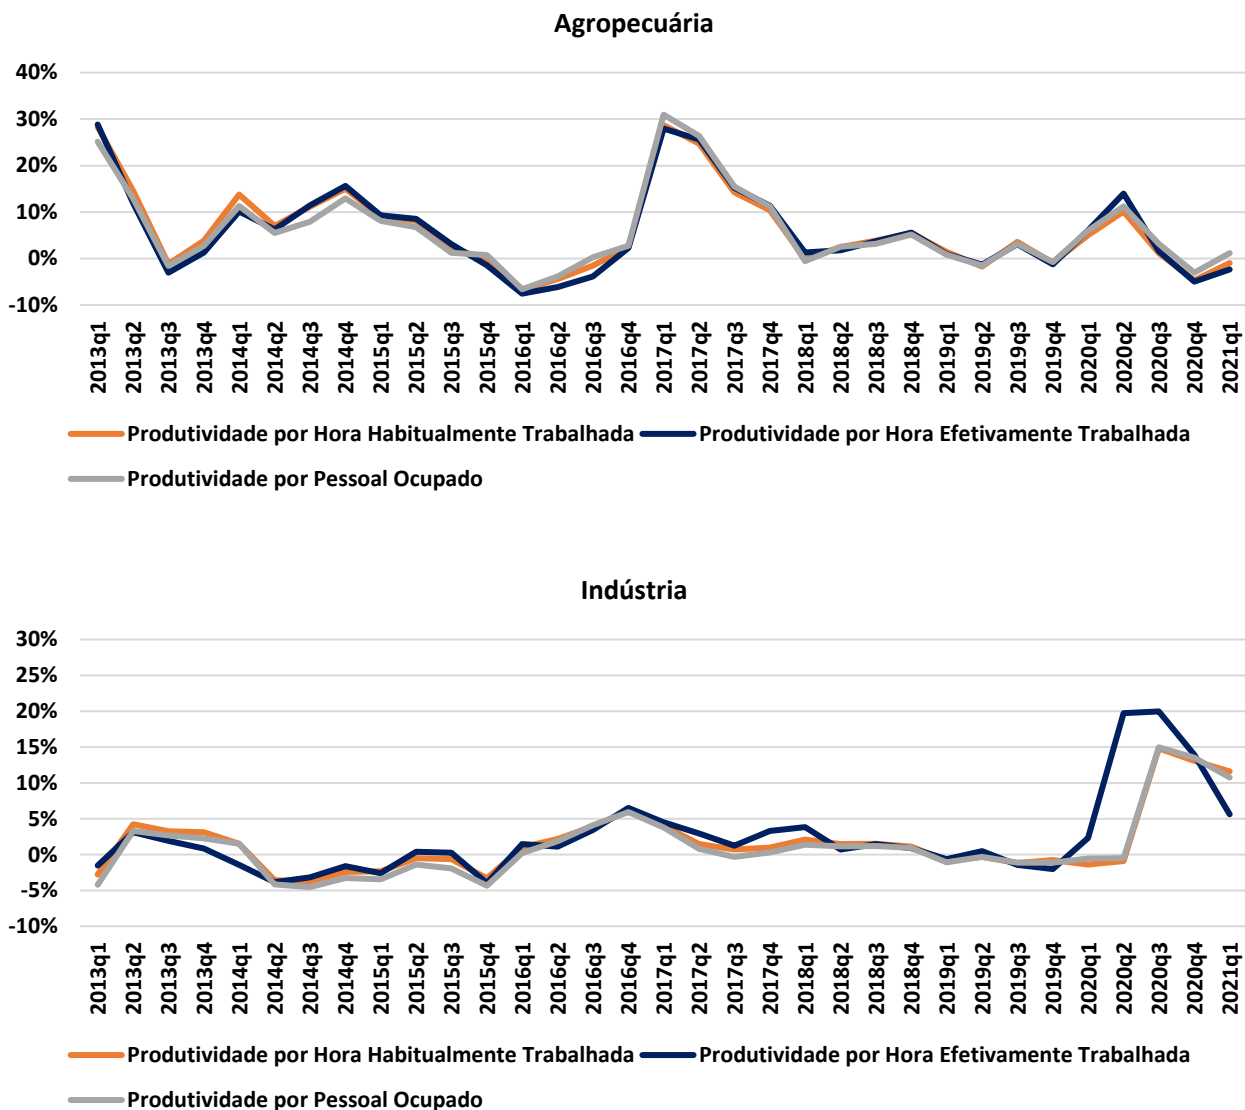 Agropecuária
40%
30%
20%
10%
0%
-10%
2013q1
2013q2
2013q3
2013q4
2014q1
2014q2
2014q3
2014q4
2015q1
2015q2
2015q3
2015q4
2016q1
2016q2
2016q3
2016q4
2017q1
2017q2
2017q3
2017q4
2018q1
2018q2
2018q3
2018q4
2019q1
2019q2
2019q3
2019q4
2020q1
2020q2
2020q3
2020q4
2021q1
Produtividade por Hora Habitualmente Trabalhada
Produtividade por Hora Efetivamente Trabalhada
Produtividade por Pessoal Ocupado
Indústria
30%
25%
20%
15%
10%
5%
0%
-5%
-10%
2013q1
2013q2
2013q3
2013q4
2014q1
2014q2
2014q3
2014q4
2015q1
2015q2
2015q3
2015q4
2016q1
2016q2
2016q3
2016q4
2017q1
2017q2
2017q3
2017q4
2018q1
2018q2
2018q3
2018q4
2019q1
2019q2
2019q3
2019q4
2020q1
2020q2
2020q3
2020q4
2021q1
Produtividade por Hora Habitualmente Trabalhada
Produtividade por Hora Efetivamente Trabalhada
Produtividade por Pessoal Ocupado